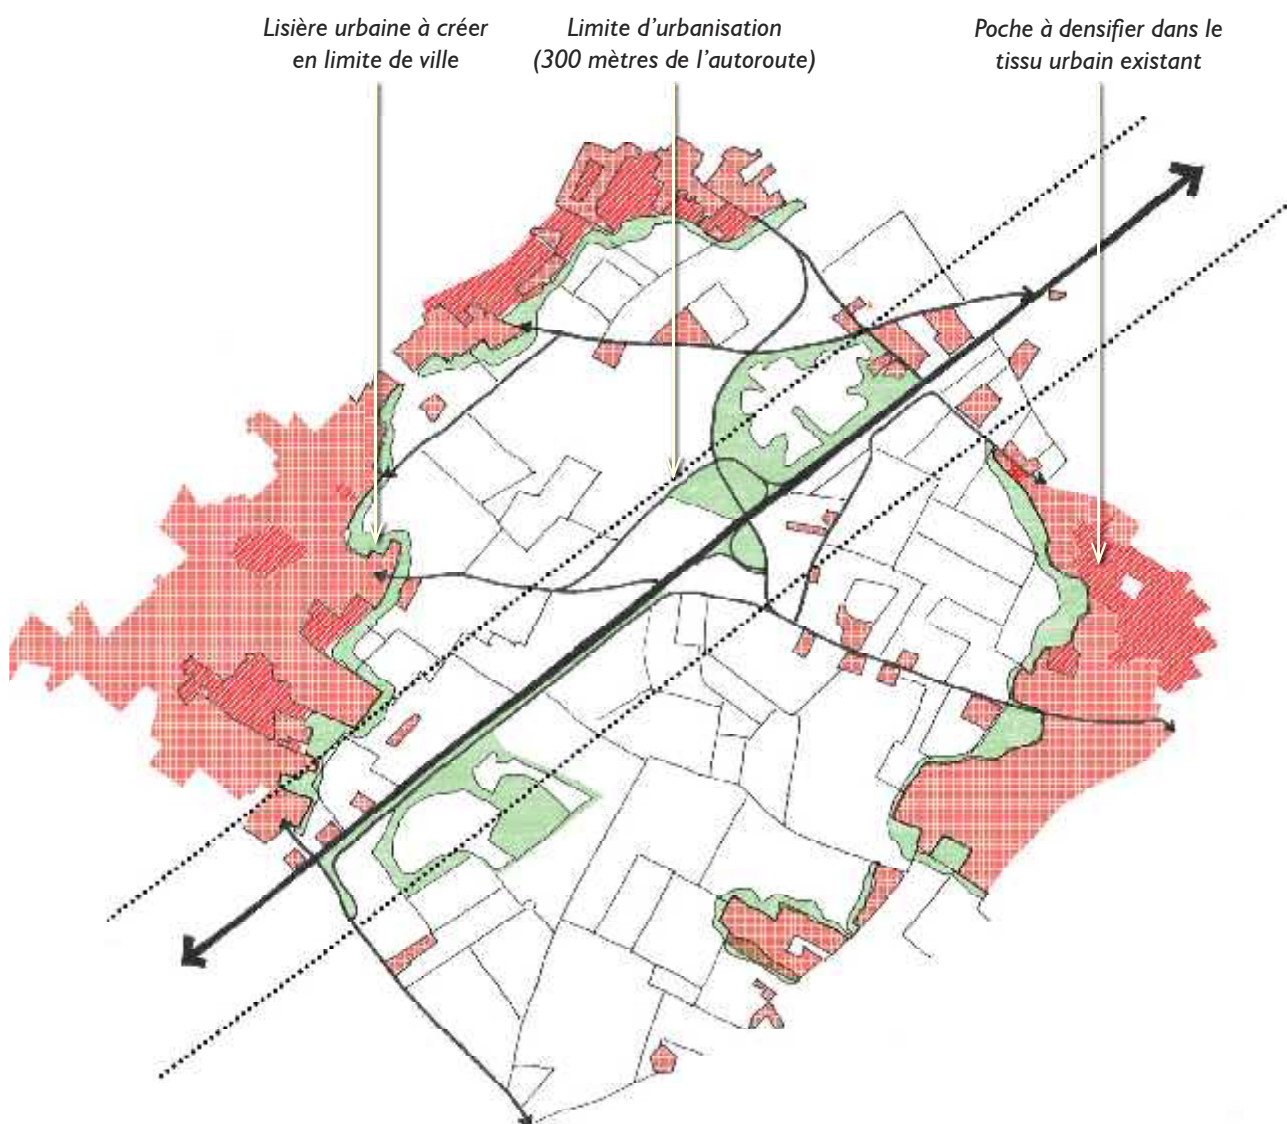 Lisière urbaine à créer
en limite de ville
Limite d’urbanisation
(300 mètres de l’autoroute)
Poche à densifier dans le
tissu urbain existant